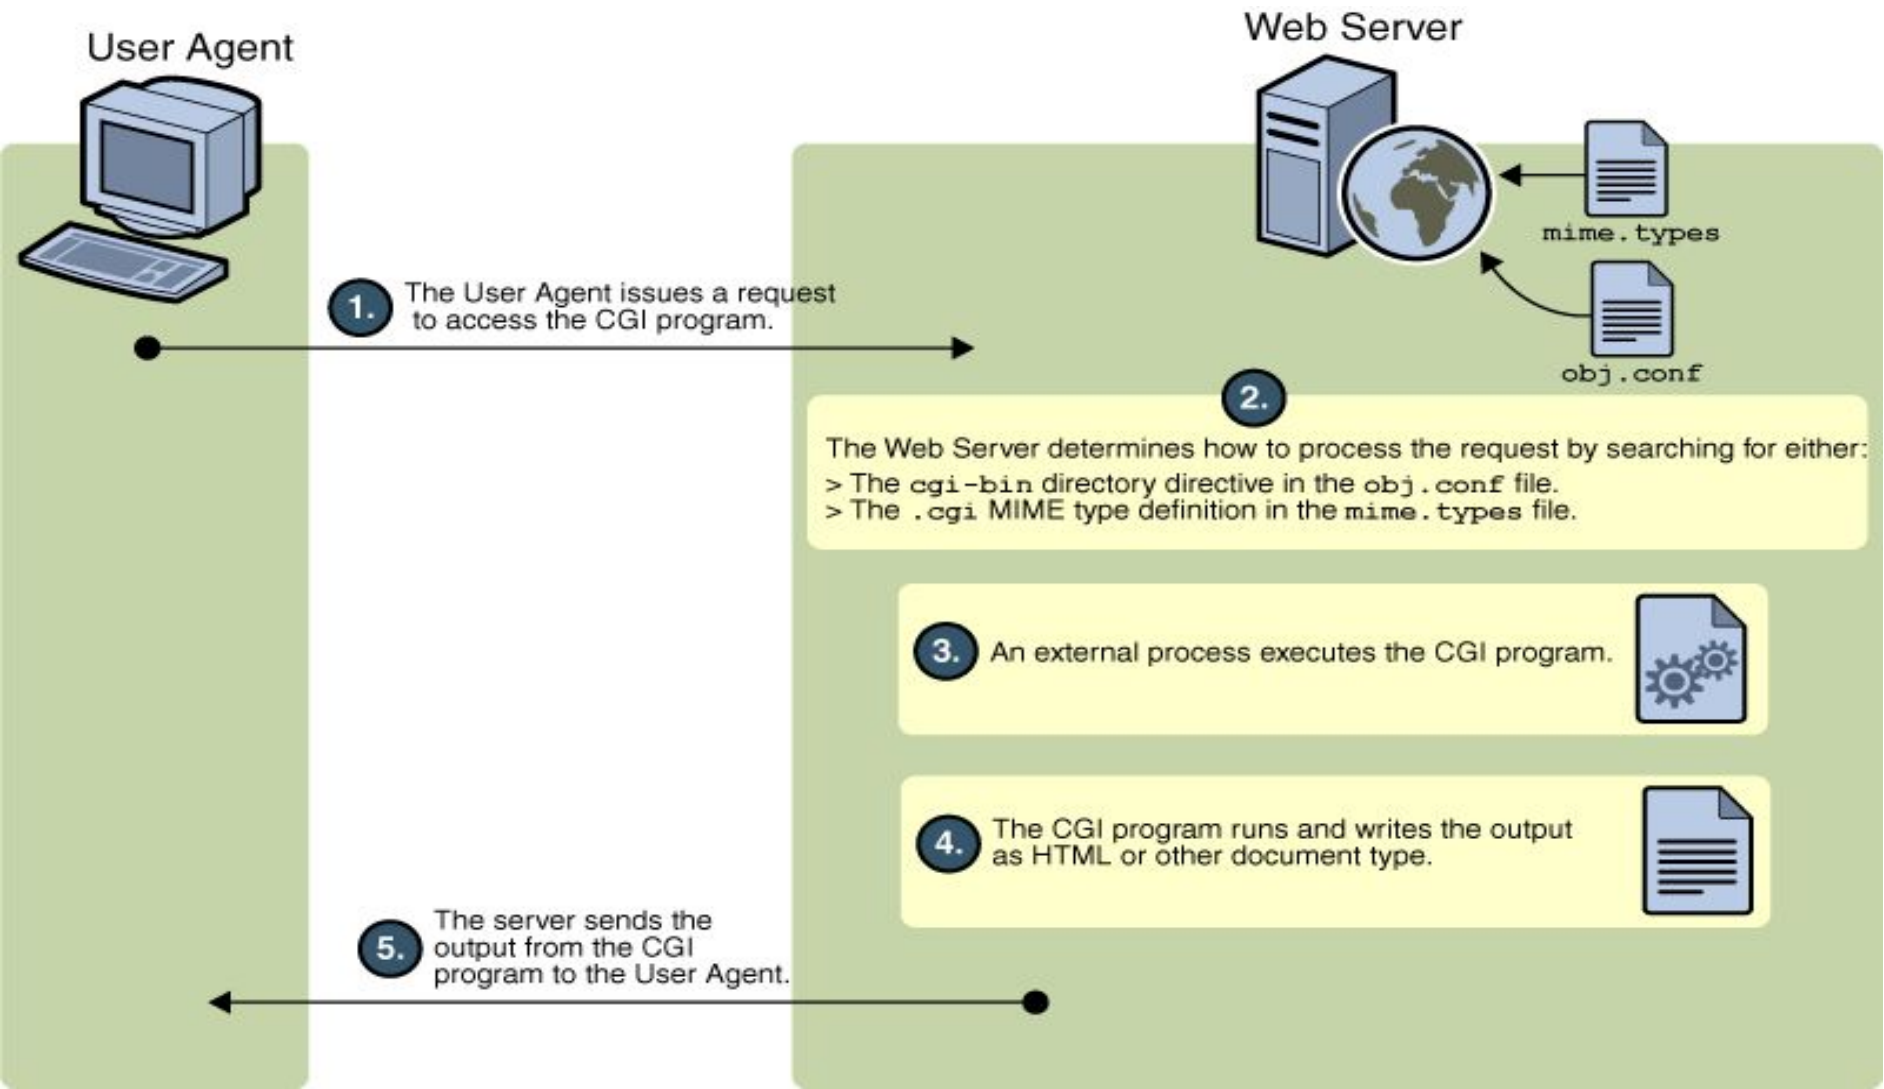 User Agent
Web Server
mime.types
obj.conf
1.
The User Agent issues a request
to access the CGI program.
2.
The Web Server determines how to process the request by searching for either:
> The cgi-bin directory directive in the obj.conf file.
> The .cgi MIME type definition in the mime.types file.
3.
An external process executes the CGI program.
4.
The CGI program runs and writes the output
as HTML or other document type.
5.
The server sends the
output from the CGI
program to the User Agent.